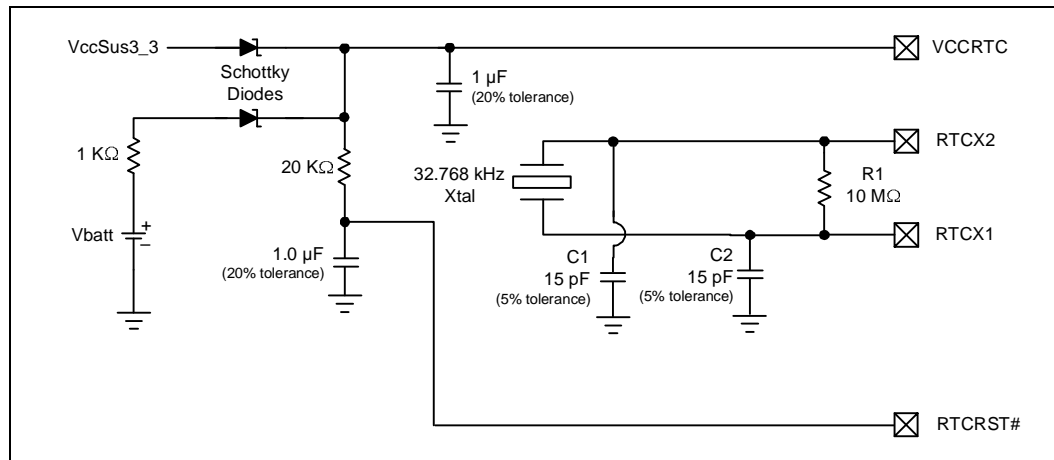 VccSus3_3
Schottky
Diodes
VCCRTC
1 µF
(20% tolerance)
1 KΩ
20 KΩ
32.768 kHz
Xtal
RTCX2
R1
10 MΩ
RTCX1
Vbatt
+
–
1.0 µF
(20% tolerance)
C1
15 pF
(5% tolerance)
C2
15 pF
(5% tolerance)
RTCRST#